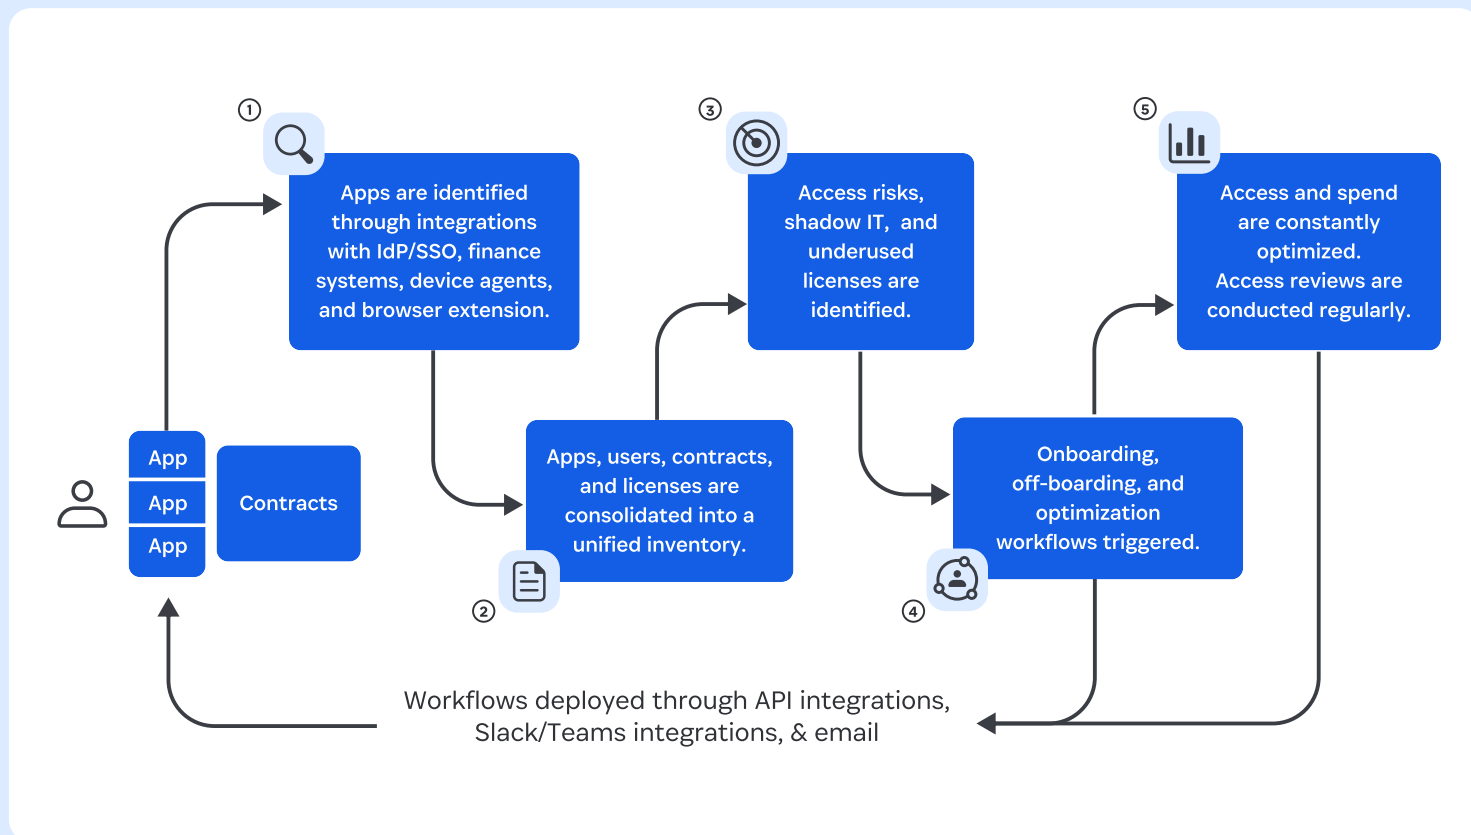 1
Apps are identified
through integrations
with IdP/SSO, finance
systems, device agents,
and browser extension.
2
Apps, users, contracts,
and licenses are
consolidated into a
unified inventory.
3
Access risks,
shadow IT, and
underused
licenses are
identified.
4
Onboarding,
off-boarding, and
optimization
workflows triggered.
5
Access and spend
are constantly
optimized.
Access reviews are
conducted regularly.
App
App
App
Contracts
Workflows deployed through API integrations,
Slack/Teams integrations, & email